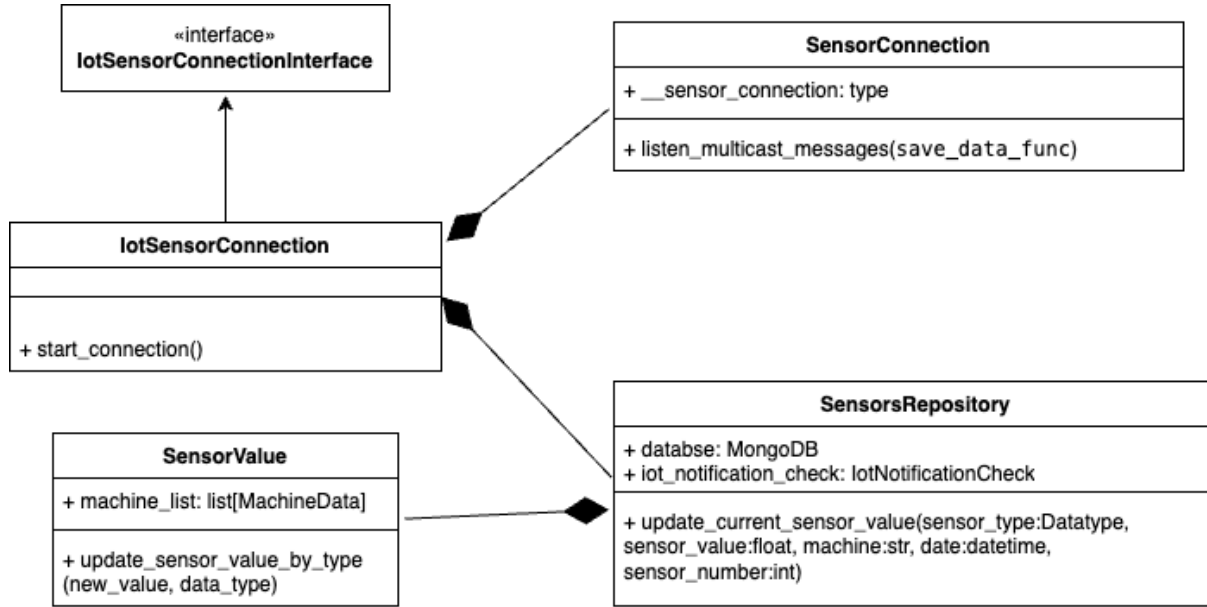 «interface»
IotSensorConnectionInterface
SensorConnection
+ __sensor_connection: type
+ listen_multicast_messages(save_data_func)
IotSensorConnection
+ start_connection()
SensorsRepository
+ databse: MongoDB
+ iot_notification_check: IotNotificationCheck
+ update_current_sensor_value(sensor_type:Datatype,
sensor_value:float, machine:str, date:datetime,
sensor_number:int)
SensorValue
+ machine_list: list[MachineData]
+ update_sensor_value_by_type
(new_value, data_type)